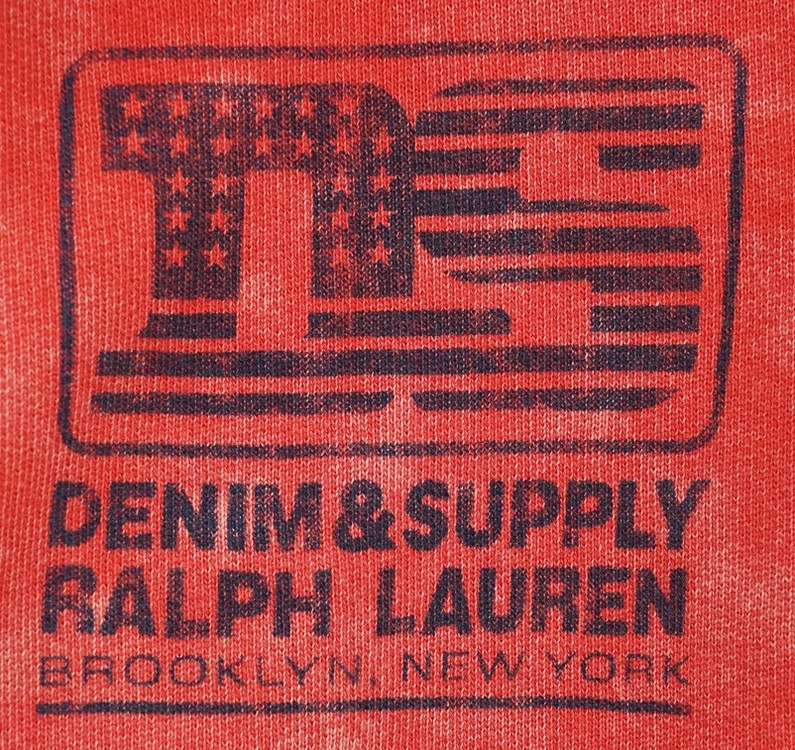 DS
DENIM&SUPPLY
RALPH LAUREN
BROOKLYN, NEW YORK